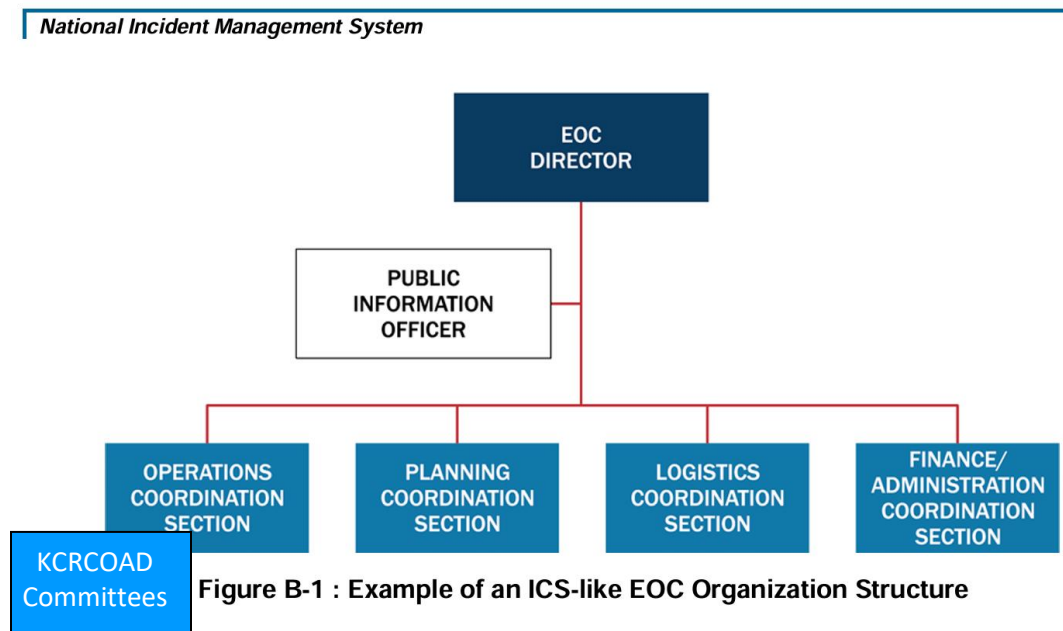 National Incident Management System
EOC
DIRECTOR
PUBLIC
INFORMATION
OFFICER
OPERATIONS
COORDINATION
SECTION
PLANNING
COORDINATION
SECTION
LOGISTICS
COORDINATION
SECTION
FINANCE/
ADMINISTRATION
COORDINATION
SECTION
KCRCOAD
Committees
Figure B-1 : Example of an ICS-like EOC Organization Structure